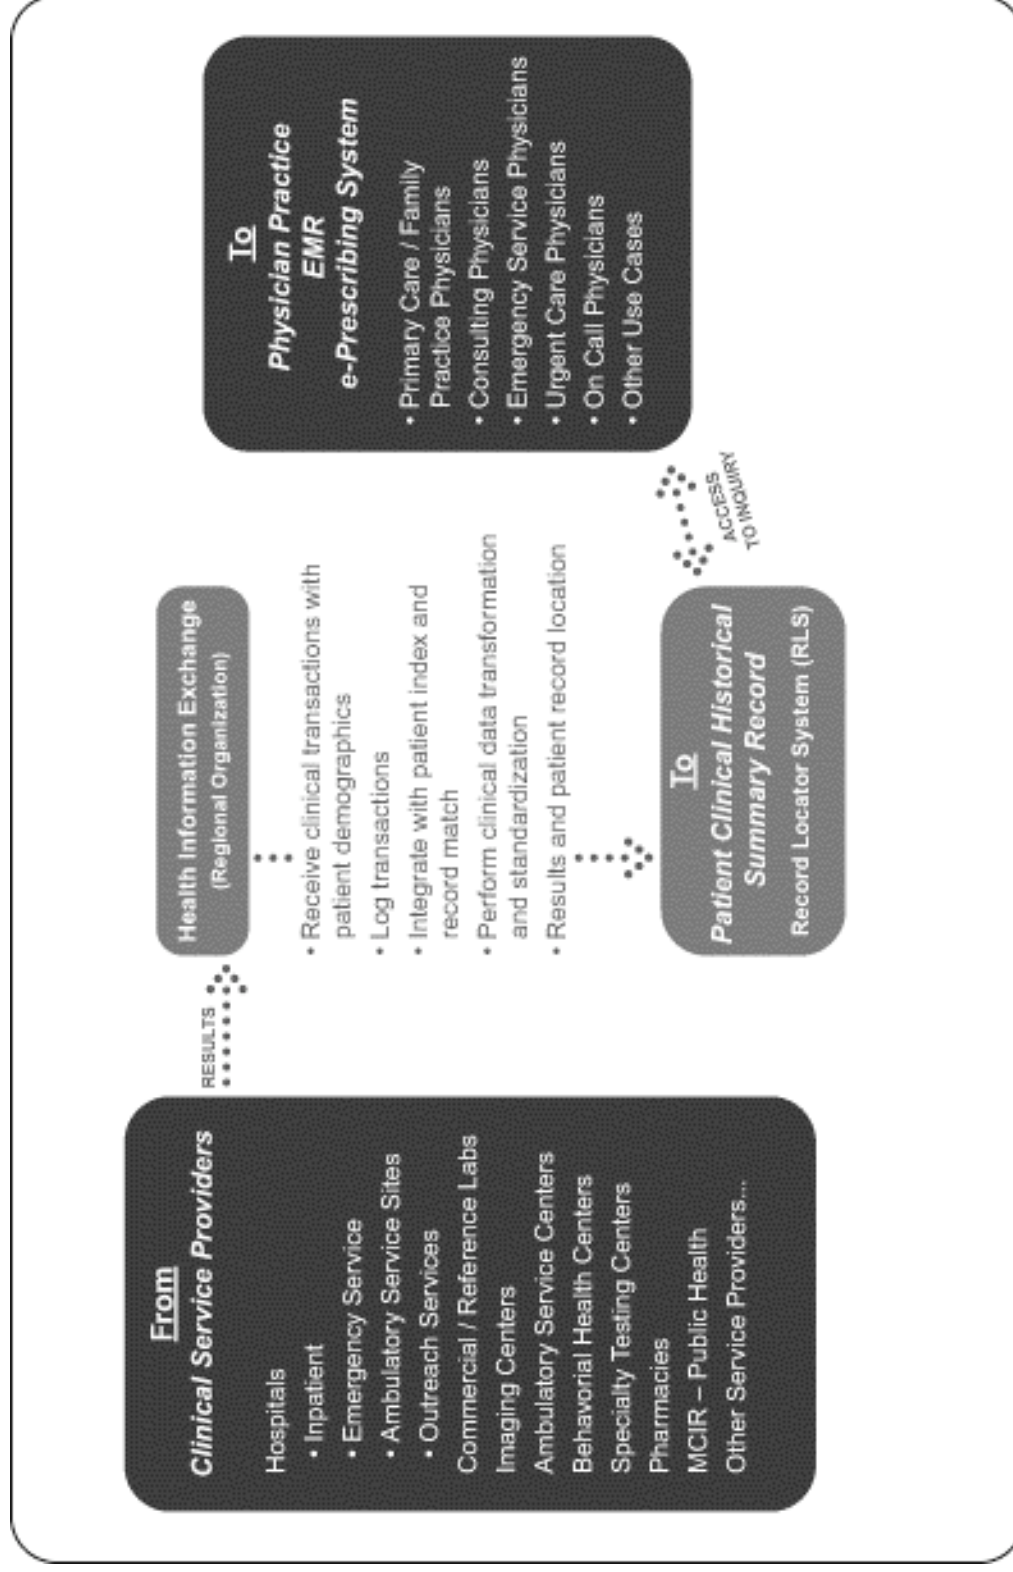 From
Clinical Service Providers
Hospitals
• Inpatient
• Emergency Service
• Ambulatory Service Sites
• Outreach Services
Commercial / Reference Labs
Imaging Centers
Ambulatory Service Centers
Behavorial Health Centers
Specialty Testing Centers
Pharmacies
MCIR – Public Health
Other Service Providers...
RESULTS
Health Information Exchange
(Regional Organization)
• Receive clinical transactions with
patient demographics
• Log transactions
• Integrate with patient index and
record match
• Perform clinical data transformation
and standardization
• Results and patient record location
To
Patient Clinical Historical
Summary Record
Record Locator System (RLS)
ACCESS
TO INQUIRY
To
Physician Practice
EMR
e-Prescribing System
• Primary Care / Family
Practice Physicians
• Consulting Physicians
• Emergency Service Physicians
• Urgent Care Physicians
• On Call Physicians
• Other Use Cases